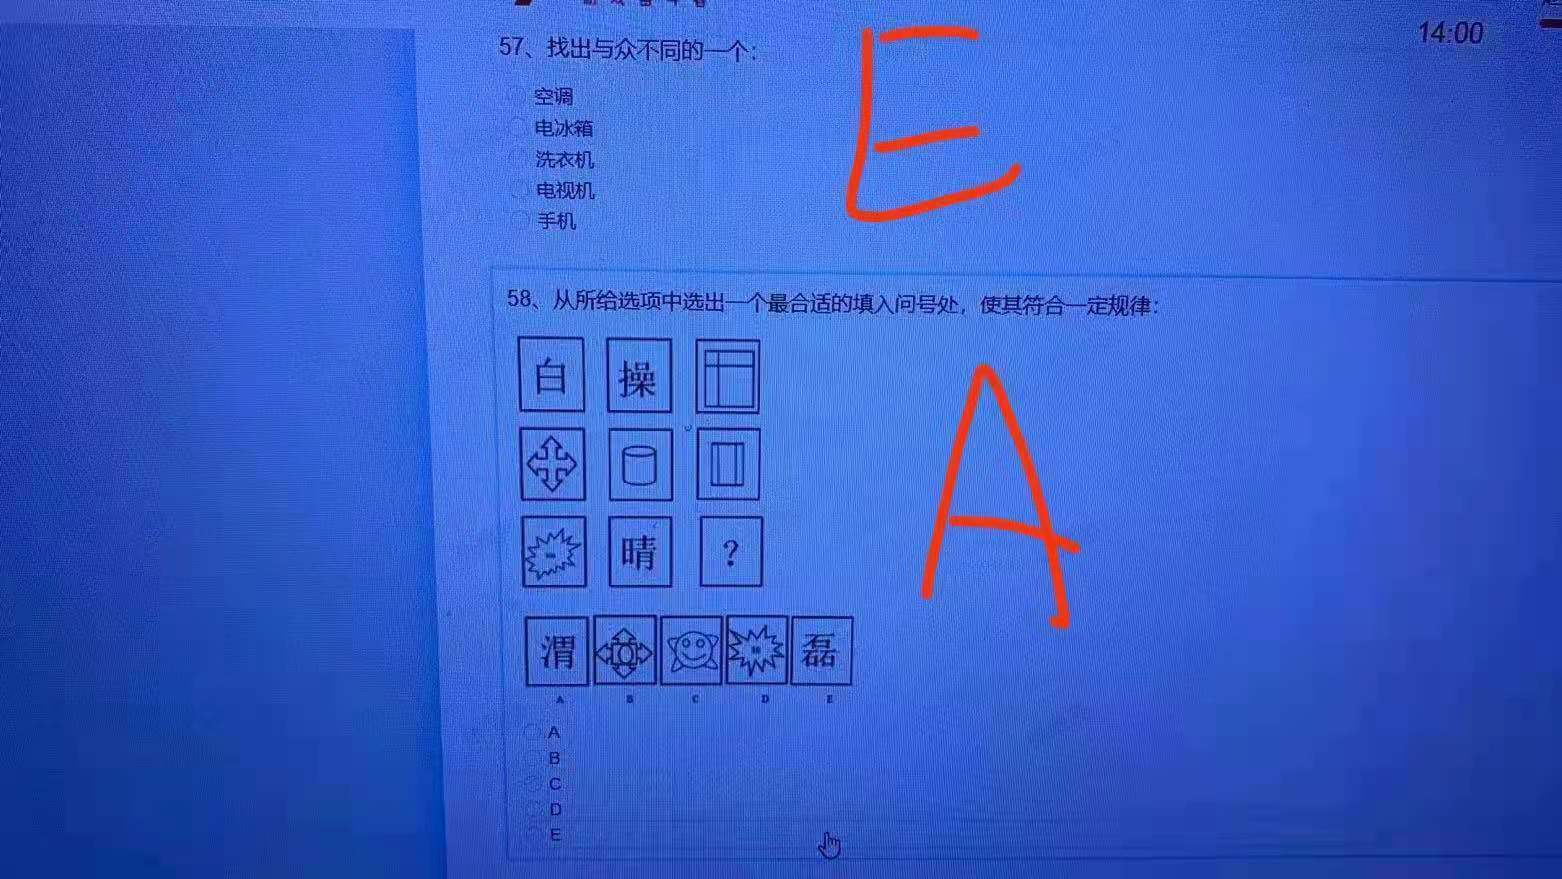 14:00
57、找出与众不同的一个:
空调
电冰箱
洗衣机
电视机
手机
E
58、从所给选项中选出一个最合适的填入问号处，使其符合一定规律:
白 操
晴 ?
A
渭 磊
A B C D E
A
B
C
D
E